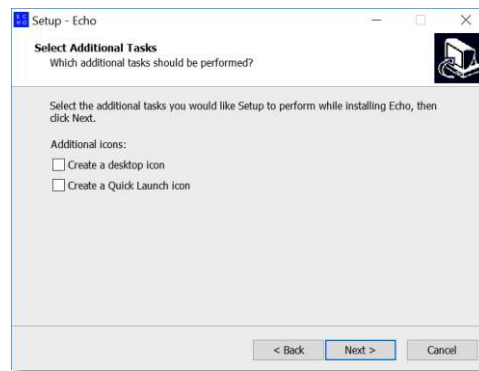 Setup - Echo
Select Additional Tasks
Which additional tasks should be performed?
Select the additional tasks you would like Setup to perform while installing Echo, then
click Next.
Additional icons:
Create a desktop icon
Create a Quick Launch icon
< Back
Next >
Cancel